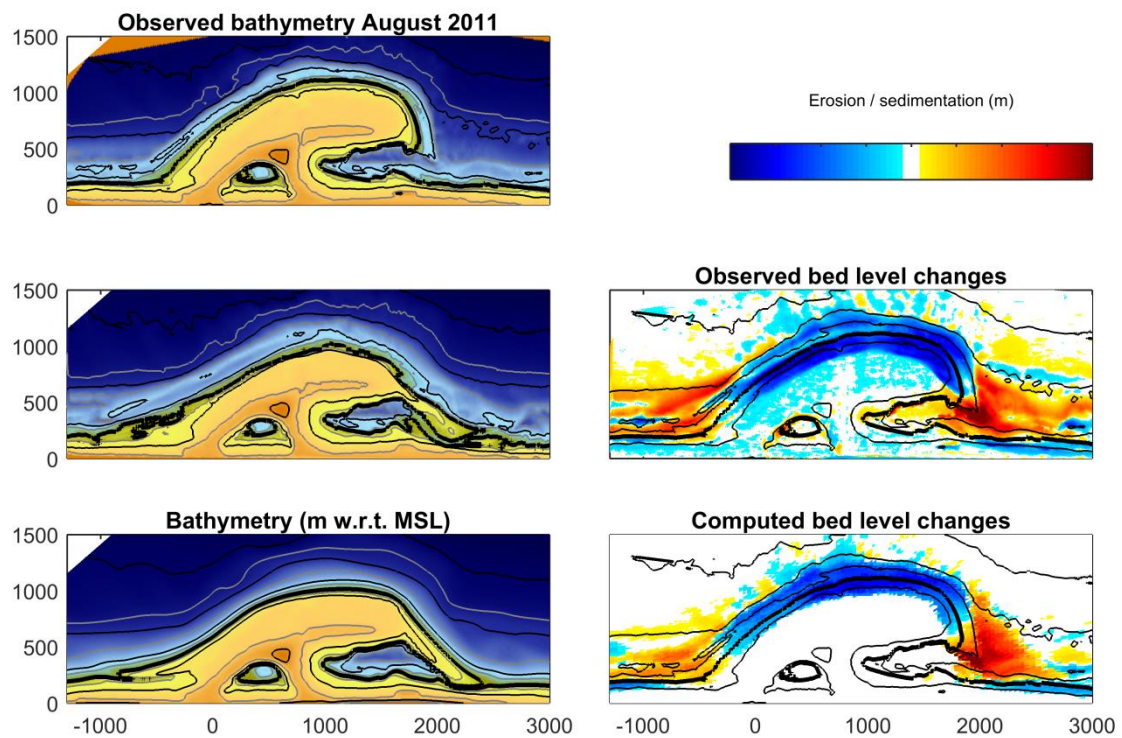 Observed bathymetry August 2011
1500
1000
500
0
Erosion / sedimentation (m)
1500
1000
500
0
Observed bed level changes
Bathymetry (m w.r.t. MSL)
1500
1000
500
0
-1000 0 1000 2000 3000
Computed bed level changes
-1000 0 1000 2000 3000